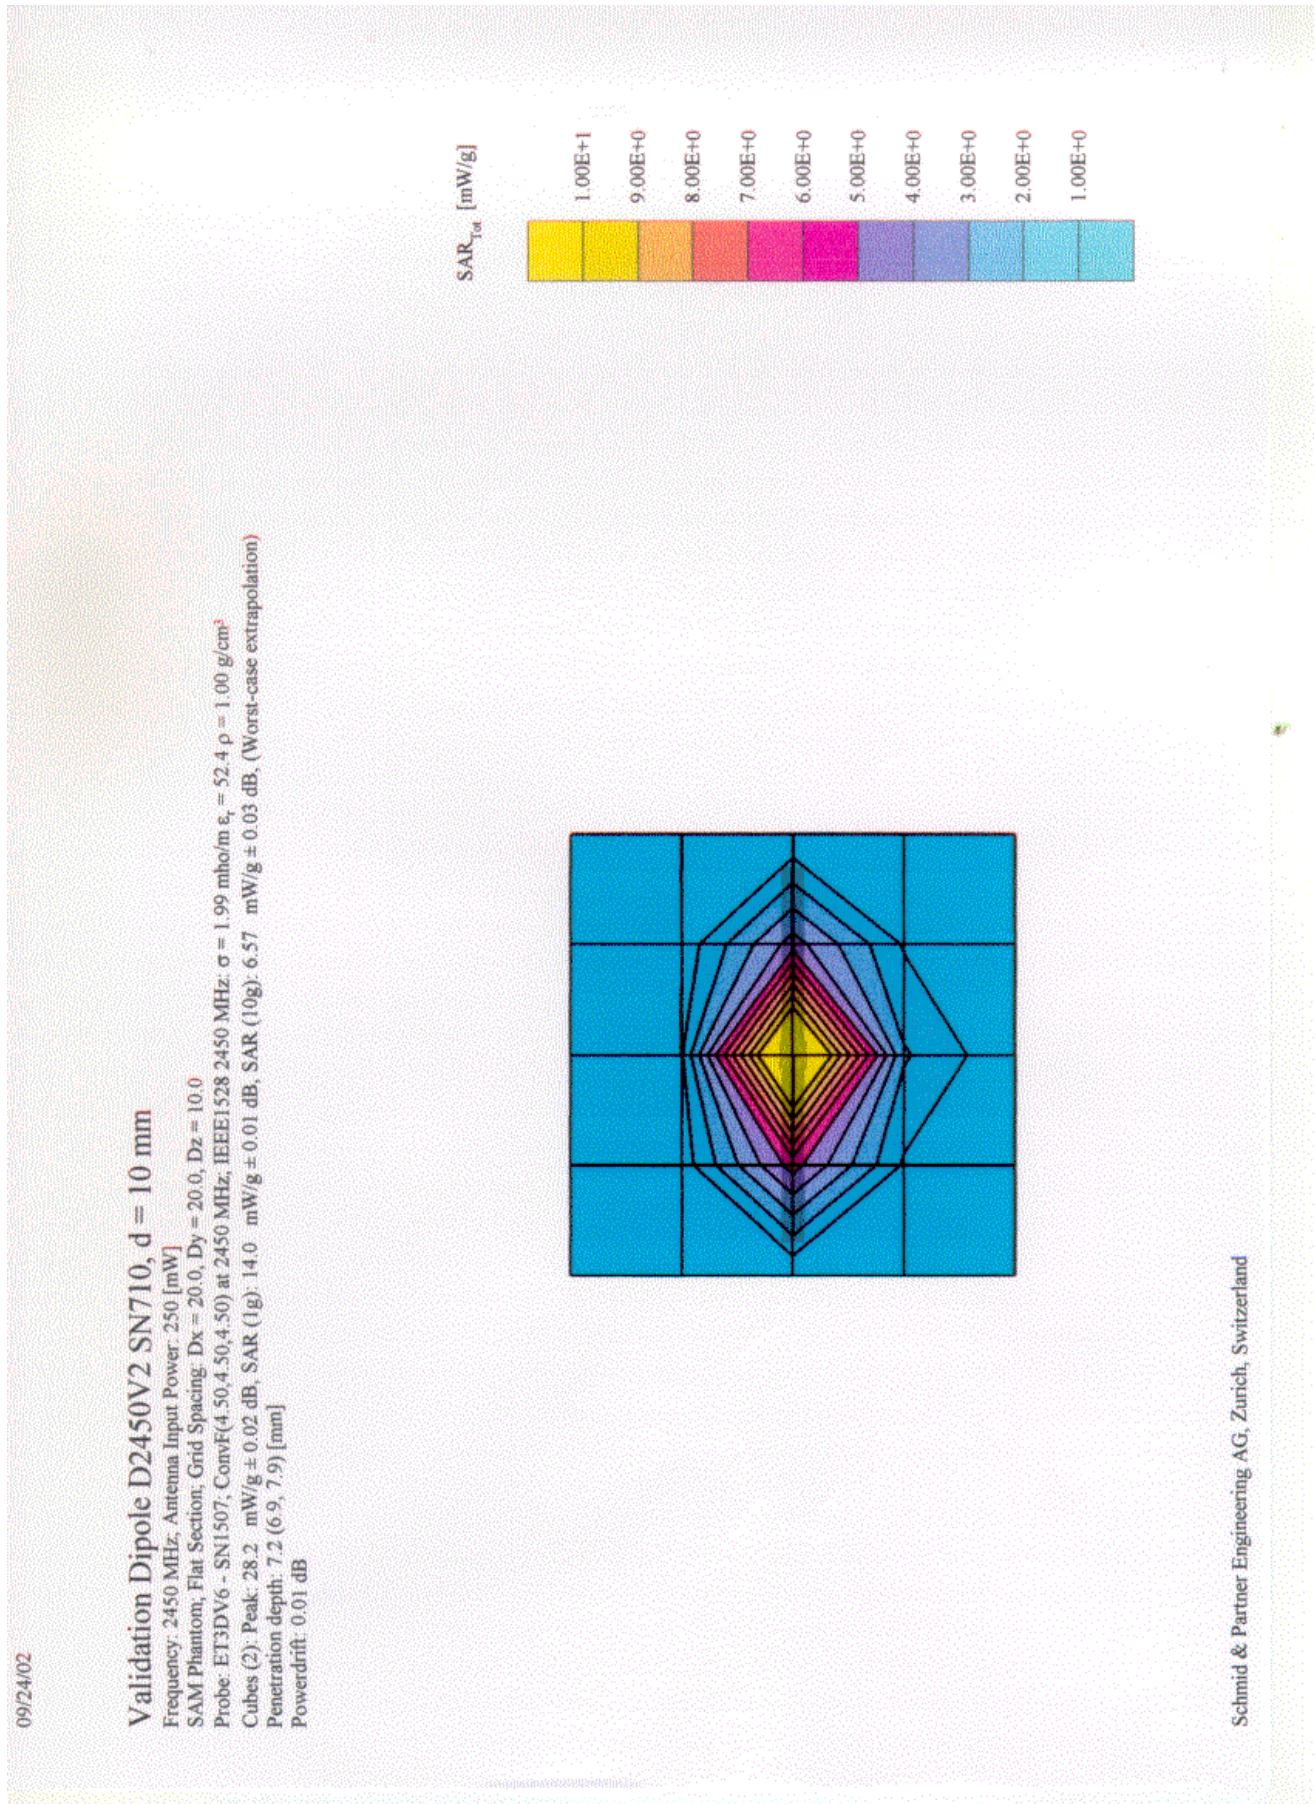 09/24/02
Validation Dipole D2450V2 SN710, d = 10 mm
Frequency: 2450 MHz; Antenna Input Power: 250 [mW]
SAM Phantom; Flat Section; Grid Spacing: Dx = 20.0, Dy = 20.0, Dz = 10.0
Probe: ET3DV6 - SN1507; ConvF(4.50,4.50,4.50) at 2450 MHz; IEEE1528 2450 MHz: σ = 1.99 mho/m εr = 52.4 ρ = 1.00 g/cm³
Cubes (2): Peak: 28.2 mW/g ± 0.02 dB, SAR (1g): 14.0 mW/g ± 0.01 dB, SAR (10g): 6.57 mW/g ± 0.03 dB, (Worst-case extrapolation)
Penetration depth: 7.2 (6.9, 7.9) [mm]
Powerdrift: 0.01 dB
SARTot [mW/g]
1.00E+1
9.00E+0
8.00E+0
7.00E+0
6.00E+0
5.00E+0
4.00E+0
3.00E+0
2.00E+0
1.00E+0
Schmid & Partner Engineering AG, Zurich, Switzerland